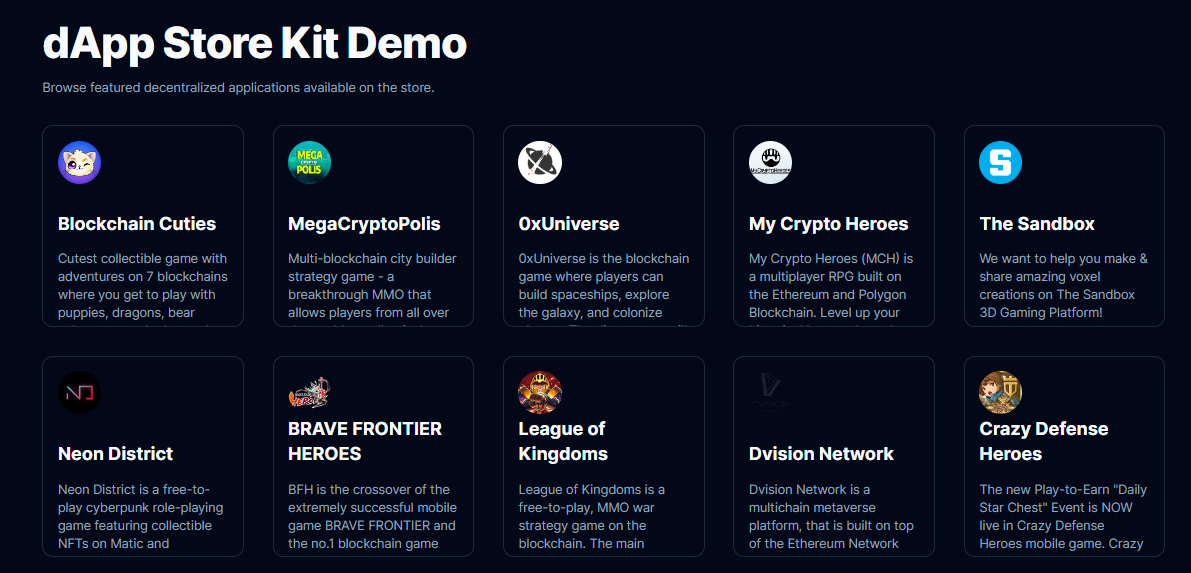 dApp Store Kit Demo
Browse featured decentralized applications available on the store.
MEGA
CRYPTO
POLIS
MYCRYPTOHEROES
S
Blockchain Cuties
Cutest collectible game with
adventures on 7 blockchains
where you get to play with
puppies, dragons, bear
MegaCryptoPolis
Multi-blockchain city builder
strategy game - a
breakthrough MMO that
allows players from all over
0xUniverse
0xUniverse is the blockchain
game where players can
build spaceships, explore
the galaxy, and colonize
My Crypto Heroes
My Crypto Heroes (MCH) is
a multiplayer RPG built on
the Ethereum and Polygon
Blockchain. Level up your
The Sandbox
We want to help you make &
share amazing voxel
creations on The Sandbox
3D Gaming Platform!
Neon District
Neon District is a free-to-
play cyberpunk role-playing
game featuring collectible
NFTs on Matic and
BRAVE FRONTIER
HEROES
BFH is the crossover of the
extremely successful mobile
game BRAVE FRONTIER and
the no.1 blockchain game
League of
Kingdoms
League of Kingdoms is a
free-to-play, MMO war
strategy game on the
blockchain. The main
DVISION
Dvision Network
Dvision Network is a
multichain metaverse
platform, that is built on top
of the Ethereum Network
Crazy Defense
Heroes
The new Play-to-Earn "Daily
Star Chest" Event is NOW
live in Crazy Defense
Heroes mobile game. Crazy